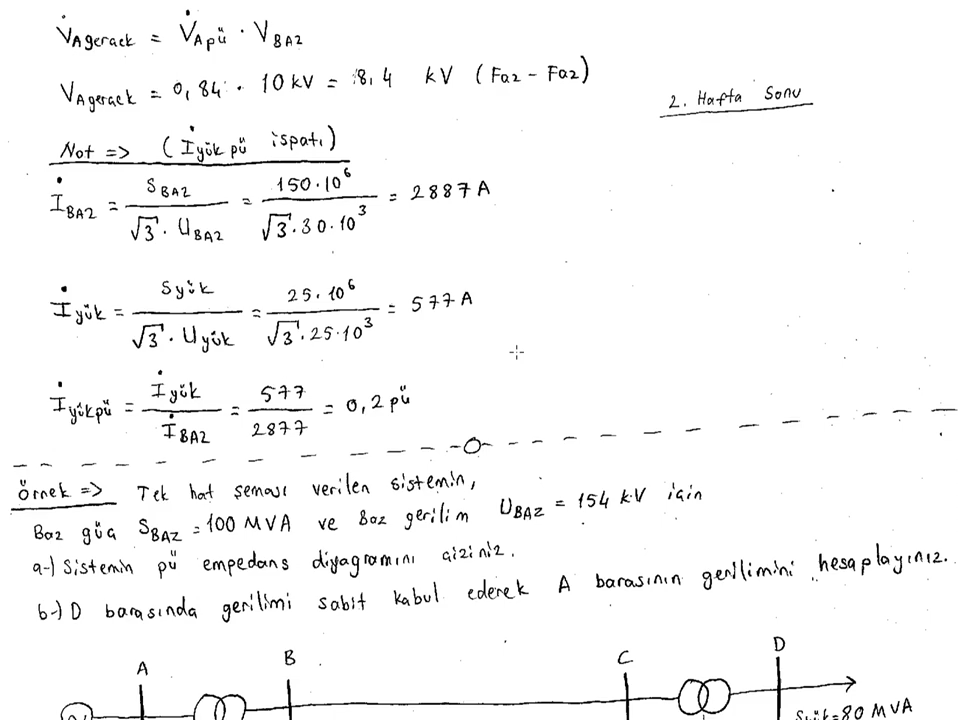 V̇Agerçek = V̇Apü · VBAZ
VAgerçek = 0,84 · 10 kV = 8,4 kV (Faz - Faz)
2. Hafta Sonu
Not => (İyük pü ispatı)
İBAZ = SBAZ / √3 · UBAZ = 150·10⁶ / √3·30·10³ = 2887 A
İyük = Syük / √3 · Uyük = 25·10⁶ / √3·25·10³ = 577 A
İyükpü = İyük / İBAZ = 577 / 2877 = 0,2 pü
Örnek => Tek hat şeması verilen sistemin,
Baz güç SBAZ = 100 MVA ve Baz gerilim UBAZ = 154 kV için
a-) Sistemin pü empedans diyagramını çiziniz.
b-) D barasında gerilimi sabit kabul ederek A barasının gerilimini hesaplayınız.
A B C D
Syük=80 MVA